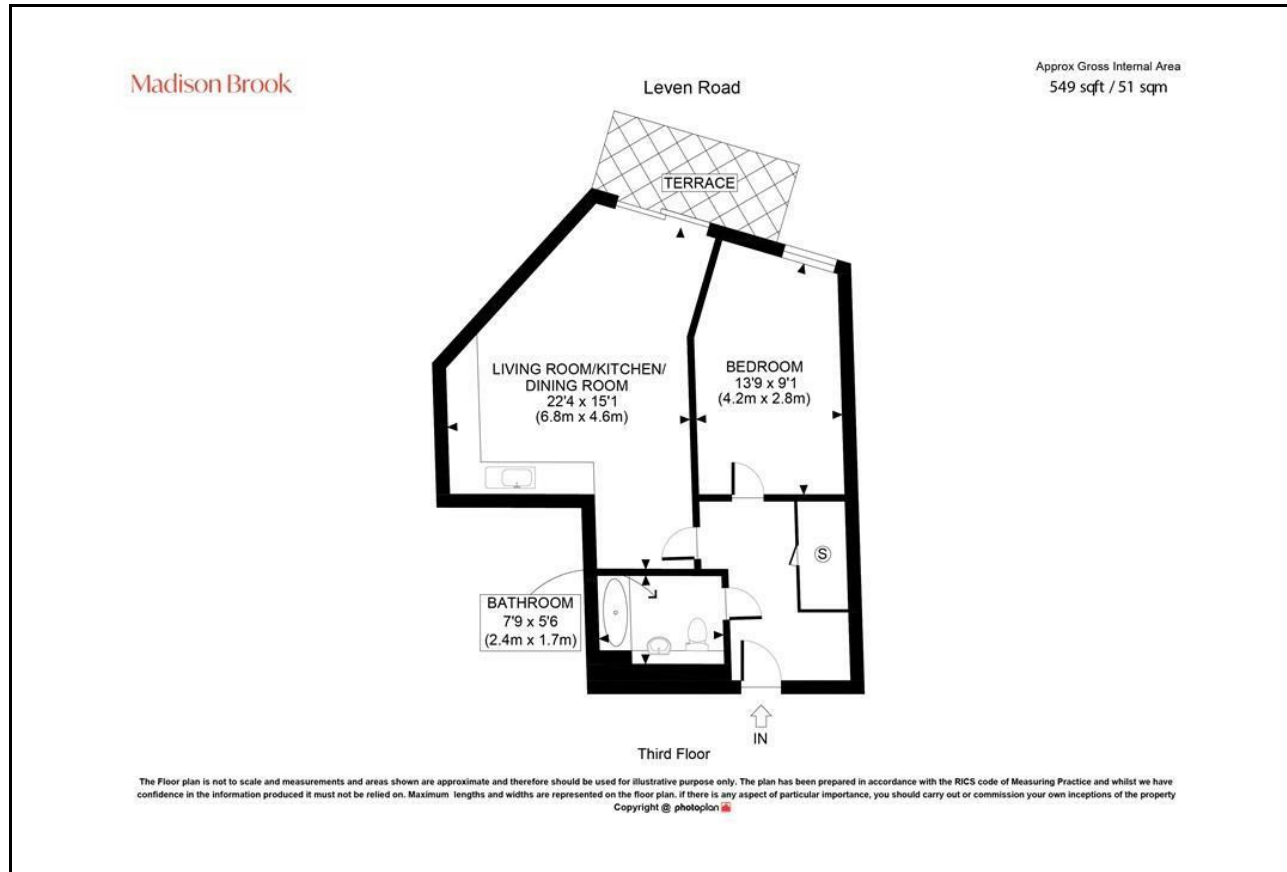 Madison Brook
Leven Road
Approx Gross Internal Area
549 sqft / 51 sqm
TERRACE
LIVING ROOM/KITCHEN/
DINING ROOM
22'4 x 15'1
(6.8m x 4.6m)
BEDROOM
13'9 x 9'1
(4.2m x 2.8m)
S
BATHROOM
7'9 x 5'6
(2.4m x 1.7m)
IN
Third Floor
The Floor plan is not to scale and measurements and areas shown are approximate and therefore should be used for illustrative purpose only. The plan has been prepared in accordance with the RICS code of Measuring Practice and whilst we have
confidence in the information produced it must not be relied on. Maximum lengths and widths are represented on the floor plan. if there is any aspect of particular importance, you should carry out or commission your own inceptions of the property
Copyright @ photoplan